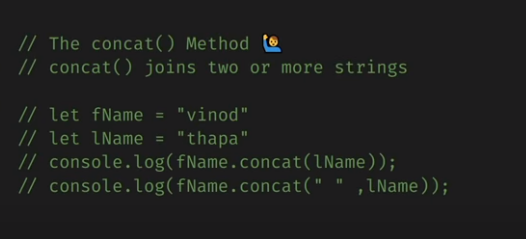 // The concat() Method 🙋‍♂️
// concat() joins two or more strings
// let fName = "vinod"
// let lName = "thapa"
// console.log(fName.concat(lName));
// console.log(fName.concat(" " ,lName));